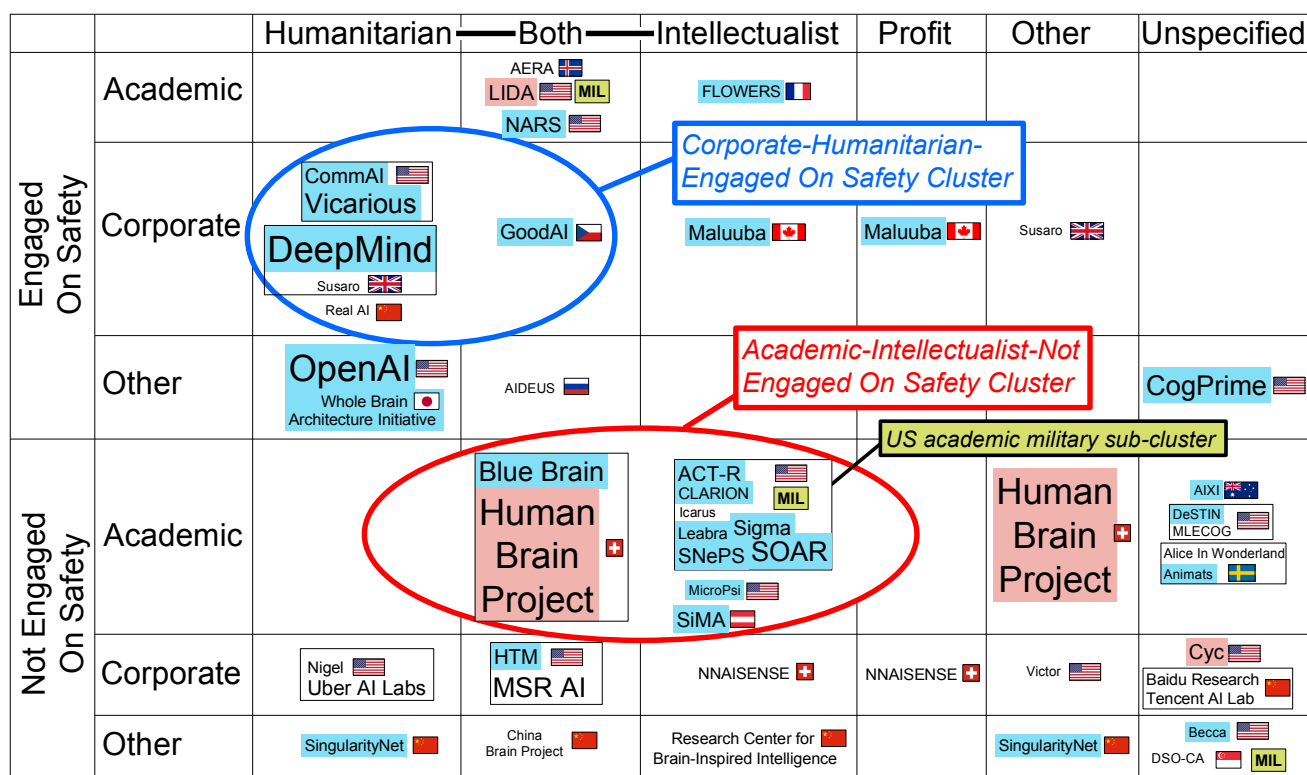 Humanitarian
Both
Intellectualist
Profit
Other
Unspecified
Engaged
On Safety
Academic
AERA
LIDA
MIL
NARS
FLOWERS
Corporate-Humanitarian-
Engaged On Safety Cluster
Corporate
CommAI
Vicarious
DeepMind
Susaro
Real AI
GoodAI
Maluuba
Maluuba
Susaro
Academic-Intellectualist-Not
Engaged On Safety Cluster
Other
OpenAI
Whole Brain
Architecture Initiative
AIDEUS
CogPrime
US academic military sub-cluster
Not Engaged
On Safety
Academic
Blue Brain
Human
Brain
Project
ACT-R
CLARION
MIL
Icarus
Leabra
Sigma
SNePS
SOAR
MicroPsi
SiMA
Human
Brain
Project
AIXI
DeSTIN
MLECOG
Alice In Wonderland
Animats
Corporate
Nigel
Uber AI Labs
HTM
MSR AI
NNAISENSE
NNAISENSE
Victor
Cyc
Baidu Research
Tencent AI Lab
Other
SingularityNet
China
Brain Project
Research Center for
Brain-Inspired Intelligence
SingularityNet
Becca
DSO-CA
MIL